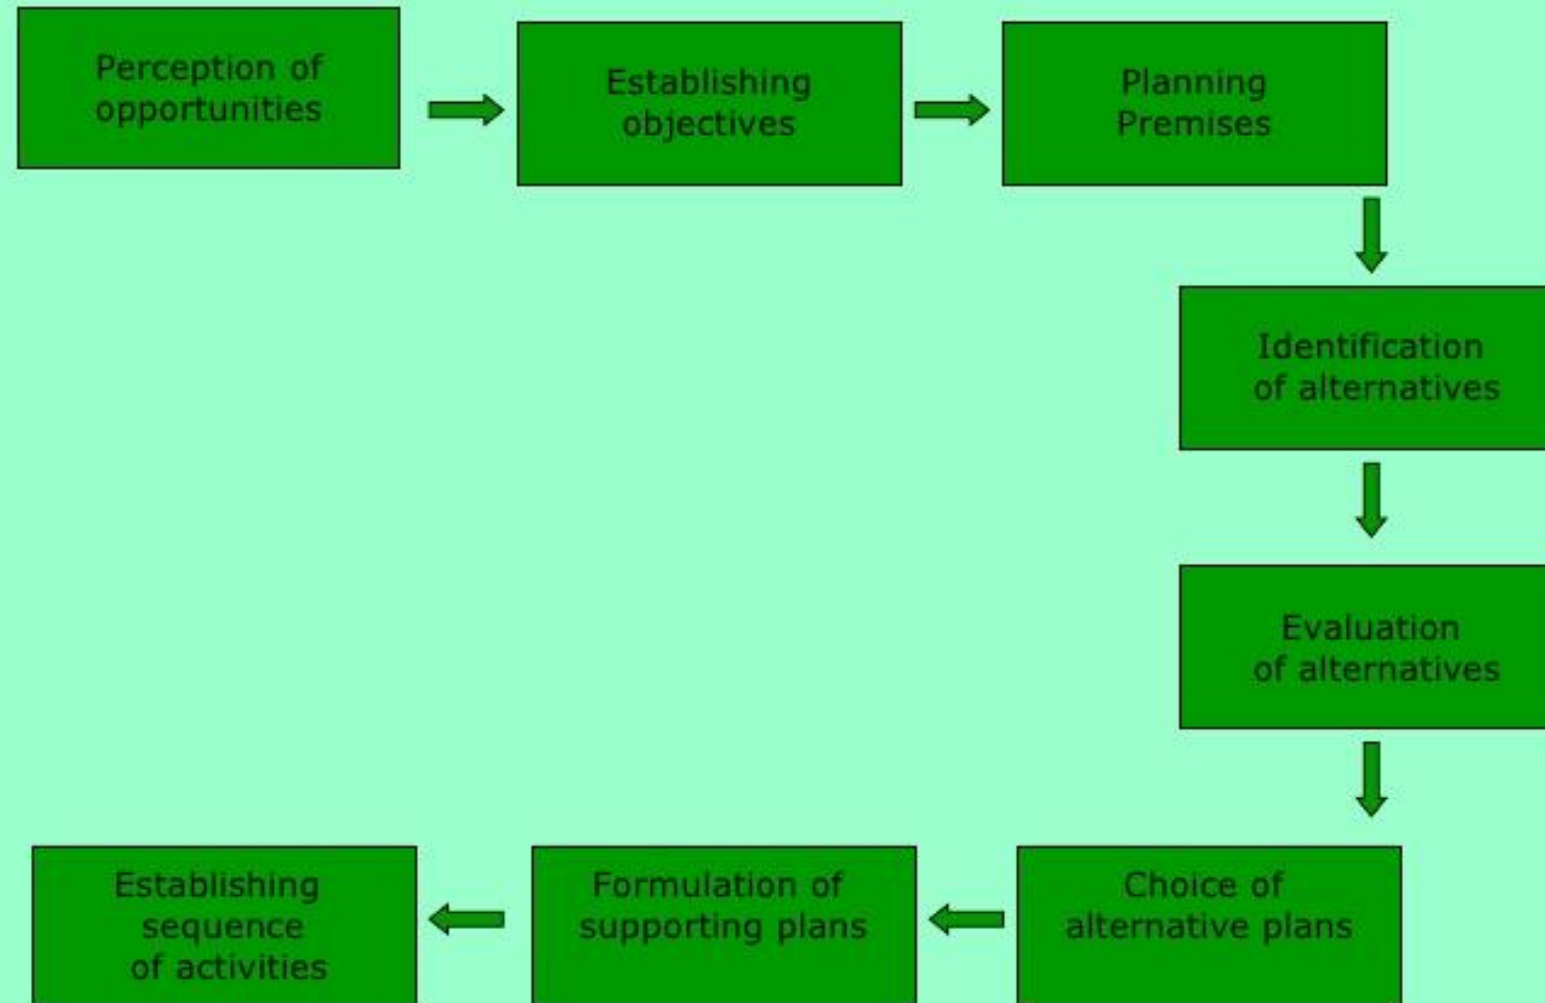 Perception of
opportunities
Establishing
objectives
Planning
Premises
Identification
of alternatives
Evaluation
of alternatives
Choice of
alternative plans
Formulation of
supporting plans
Establishing
sequence
of activities